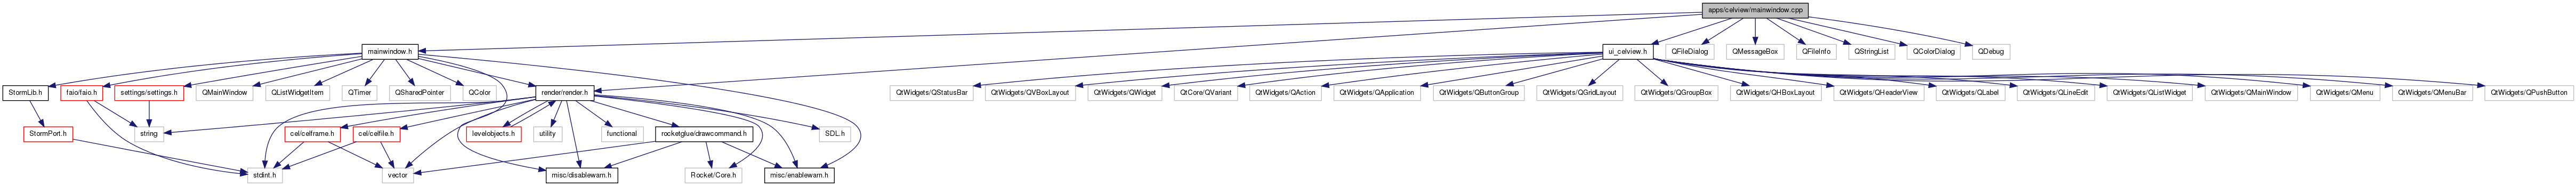 apps/celview/mainwindow.cpp
mainwindow.h
ui_celview.h
QFileDialog
QMessageBox
QFileInfo
QStringList
QColorDialog
QDebug
StormLib.h
faio/faio.h
settings/settings.h
QMainWindow
QListWidgetItem
QTimer
QSharedPointer
QColor
render/render.h
QtWidgets/QStatusBar
QtWidgets/QVBoxLayout
QtWidgets/QWidget
QtCore/QVariant
QtWidgets/QAction
QtWidgets/QApplication
QtWidgets/QButtonGroup
QtWidgets/QGridLayout
QtWidgets/QGroupBox
QtWidgets/QHBoxLayout
QtWidgets/QHeaderView
QtWidgets/QLabel
QtWidgets/QLineEdit
QtWidgets/QListWidget
QtWidgets/QMainWindow
QtWidgets/QMenu
QtWidgets/QMenuBar
QtWidgets/QPushButton
StormPort.h
string
cel/celframe.h
cel/celfile.h
levelobjects.h
utility
functional
rocketglue/drawcommand.h
SDL.h
stdint.h
vector
misc/disablewarn.h
Rocket/Core.h
misc/enablewarn.h